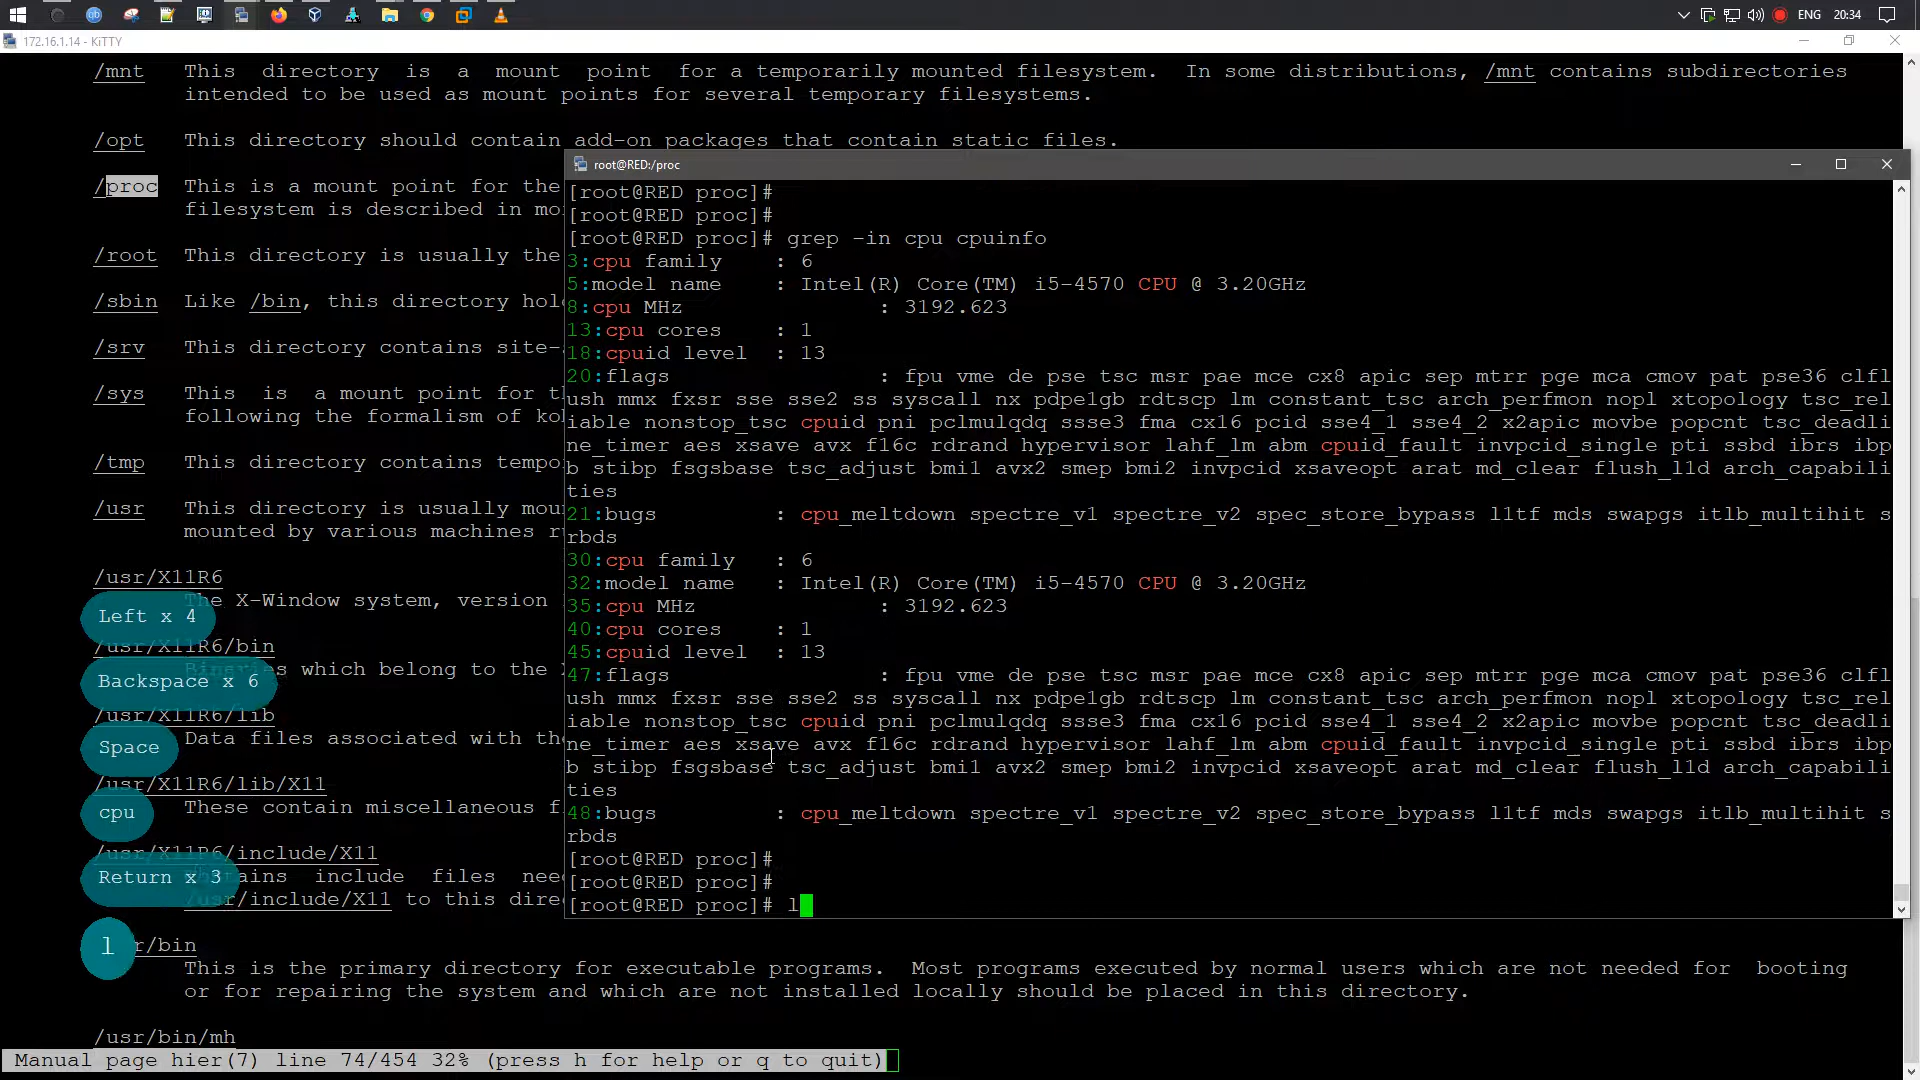 ENG 20:34
172.16.1.14 - KiTTY
/mnt This directory is a mount point for a temporarily mounted filesystem. In some distributions, /mnt contains subdirectories
intended to be used as mount points for several temporary filesystems.
/opt This directory should contain add-on packages that contain static files.
/proc This is a mount point for the
filesystem is described in mo
/root This directory is usually the
/sbin Like /bin, this directory hol
/srv This directory contains site-
/sys This is a mount point for t
following the formalism of ko
/tmp This directory contains tempo
/usr This directory is usually mou
mounted by various machines r
/usr/X11R6
The X-Window system, version
/usr/X11R6/bin
Binaries which belong to the
/usr/X11R6/lib
Data files associated with the
/usr/X11R6/lib/X11
These contain miscellaneous f
/usr/X11R6/include/X11
tains include files nee
/usr/include/X11 to this dire
r/bin
This is the primary directory for executable programs. Most programs executed by normal users which are not needed for booting
or for repairing the system and which are not installed locally should be placed in this directory.
/usr/bin/mh
Manual page hier(7) line 74/454 32% (press h for help or q to quit)
root@RED:/proc
[root@RED proc]#
[root@RED proc]#
[root@RED proc]# grep -in cpu cpuinfo
3:cpu family : 6
5:model name : Intel(R) Core(TM) i5-4570 CPU @ 3.20GHz
8:cpu MHz : 3192.623
13:cpu cores : 1
18:cpuid level : 13
20:flags : fpu vme de pse tsc msr pae mce cx8 apic sep mtrr pge mca cmov pat pse36 clfl
ush mmx fxsr sse sse2 ss syscall nx pdpe1gb rdtscp lm constant_tsc arch_perfmon nopl xtopology tsc_rel
iable nonstop_tsc cpuid pni pclmulqdq ssse3 fma cx16 pcid sse4_1 sse4_2 x2apic movbe popcnt tsc_deadli
ne_timer aes xsave avx f16c rdrand hypervisor lahf_lm abm cpuid_fault invpcid_single pti ssbd ibrs ibp
b stibp fsgsbase tsc_adjust bmi1 avx2 smep bmi2 invpcid xsaveopt arat md_clear flush_l1d arch_capabili
ties
21:bugs : cpu_meltdown spectre_v1 spectre_v2 spec_store_bypass l1tf mds swapgs itlb_multihit s
rbds
30:cpu family : 6
32:model name : Intel(R) Core(TM) i5-4570 CPU @ 3.20GHz
35:cpu MHz : 3192.623
40:cpu cores : 1
45:cpuid level : 13
47:flags : fpu vme de pse tsc msr pae mce cx8 apic sep mtrr pge mca cmov pat pse36 clfl
ush mmx fxsr sse sse2 ss syscall nx pdpe1gb rdtscp lm constant_tsc arch_perfmon nopl xtopology tsc_rel
iable nonstop_tsc cpuid pni pclmulqdq ssse3 fma cx16 pcid sse4_1 sse4_2 x2apic movbe popcnt tsc_deadli
ne_timer aes xsave avx f16c rdrand hypervisor lahf_lm abm cpuid_fault invpcid_single pti ssbd ibrs ibp
b stibp fsgsbase tsc_adjust bmi1 avx2 smep bmi2 invpcid xsaveopt arat md_clear flush_l1d arch_capabili
ties
48:bugs : cpu_meltdown spectre_v1 spectre_v2 spec_store_bypass l1tf mds swapgs itlb_multihit s
rbds
[root@RED proc]#
[root@RED proc]#
[root@RED proc]# l
Left x 4
Backspace x 6
Space
cpu
Return x 3
l